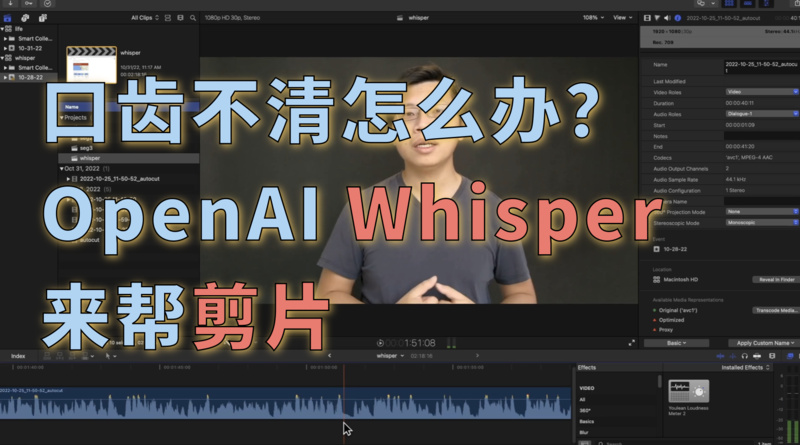 All Clips
1080p HD 30p, Stereo
whisper
108%
View
2022-10-25_11-50-52_autocut
life
Smart Colle...
10-31-22
whisper
Smart Colle...
10-28-22
whisper
10/31/22, 11:17 AM
Name
Projects
seg3
whisper
Oct 31, 2022 (1)
2022-10-25_11-50-52_autocut
autocut
口齿不清怎么办？
OpenAI Whisper
来帮剪片
Stereo
Rec. 709
Name
2022-10-25_11-50-52_autocut
Last Modified
Video Roles
Video
Duration
00:00:40:11
Audio Roles
Dialogue-1
Start
00:00:01:09
Notes
End
00:00:41:20
Codecs
'avc1', MPEG-4 AAC
Audio Output Channels
2
Audio Sample Rate
44.1 kHz
Audio Configuration
1 Stereo
Projection Mode
None
Stereoscopic Mode
Monoscopic
Event
10-28-22
Location
Macintosh HD
Reveal in Finder
Available Media Representations
Original ('avc1')
Transcode Media...
Optimized
Proxy
Basic
Apply Custom Name
1:51:08
Index
whisper
02:18:18
Effects
Installed Effects
VIDEO
All
360°
Basics
Blur
Youlean Loudness
Meter 2
2022-10-25_11-50-52_autocut